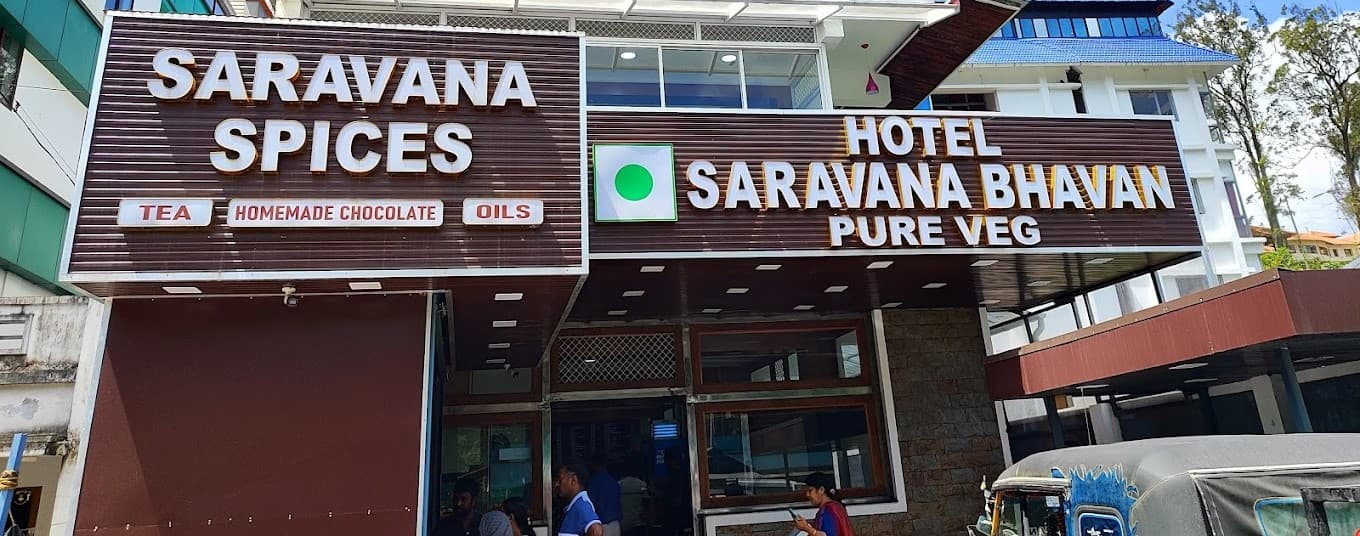 SARAVANA
SPICES
TEA
HOMEMADE CHOCOLATE
OILS
HOTEL
SARAVANA BHAVAN
PURE VEG